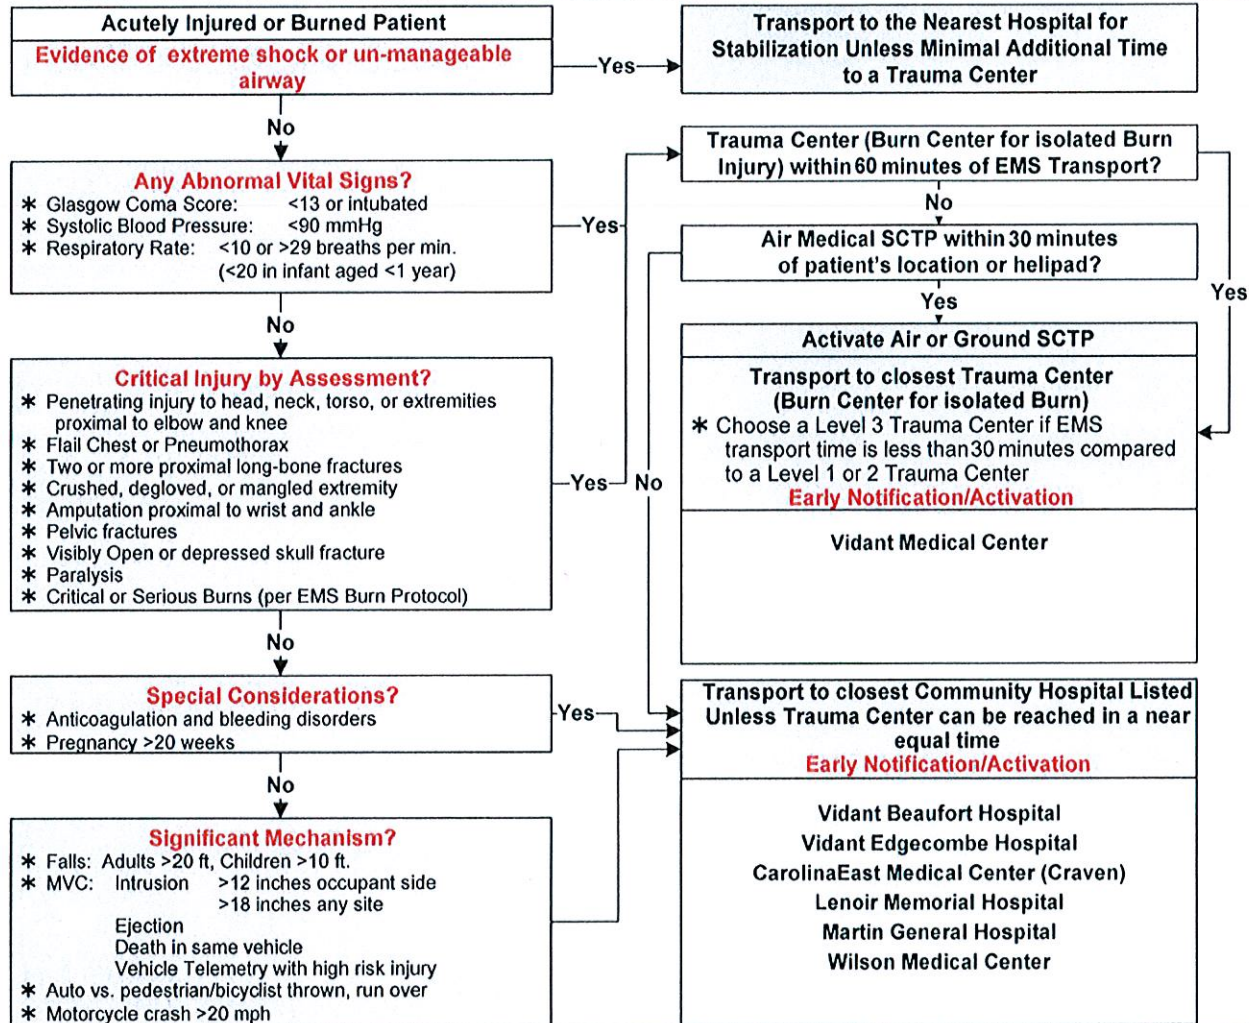 Acutely Injured or Burned Patient
Evidence of extreme shock or un-manageable
airway
Yes
Transport to the Nearest Hospital for
Stabilization Unless Minimal Additional Time
to a Trauma Center
No
Any Abnormal Vital Signs?
* Glasgow Coma Score: <13 or intubated
* Systolic Blood Pressure: <90 mmHg
* Respiratory Rate: <10 or >29 breaths per min.
(<20 in infant aged <1 year)
Yes
No
Critical Injury by Assessment?
* Penetrating injury to head, neck, torso, or extremities
proximal to elbow and knee
* Flail Chest or Pneumothorax
* Two or more proximal long-bone fractures
* Crushed, degloved, or mangled extremity
* Amputation proximal to wrist and ankle
* Pelvic fractures
* Visibly Open or depressed skull fracture
* Paralysis
* Critical or Serious Burns (per EMS Burn Protocol)
Yes
No
Special Considerations?
* Anticoagulation and bleeding disorders
* Pregnancy >20 weeks
Yes
No
Significant Mechanism?
* Falls: Adults >20 ft, Children >10 ft.
* MVC: Intrusion >12 inches occupant side
>18 inches any site
Ejection
Death in same vehicle
Vehicle Telemetry with high risk injury
* Auto vs. pedestrian/bicyclist thrown, run over
* Motorcycle crash >20 mph
Trauma Center (Burn Center for isolated Burn
Injury) within 60 minutes of EMS Transport?
No
Yes
Air Medical SCTP within 30 minutes
of patient's location or helipad?
Yes
No
Activate Air or Ground SCTP
Transport to closest Trauma Center
(Burn Center for isolated Burn)
* Choose a Level 3 Trauma Center if EMS
transport time is less than 30 minutes compared
to a Level 1 or 2 Trauma Center
Early Notification/Activation
Vidant Medical Center
Transport to closest Community Hospital Listed
Unless Trauma Center can be reached in a near
equal time
Early Notification/Activation
Vidant Beaufort Hospital
Vidant Edgecombe Hospital
CarolinaEast Medical Center (Craven)
Lenoir Memorial Hospital
Martin General Hospital
Wilson Medical Center